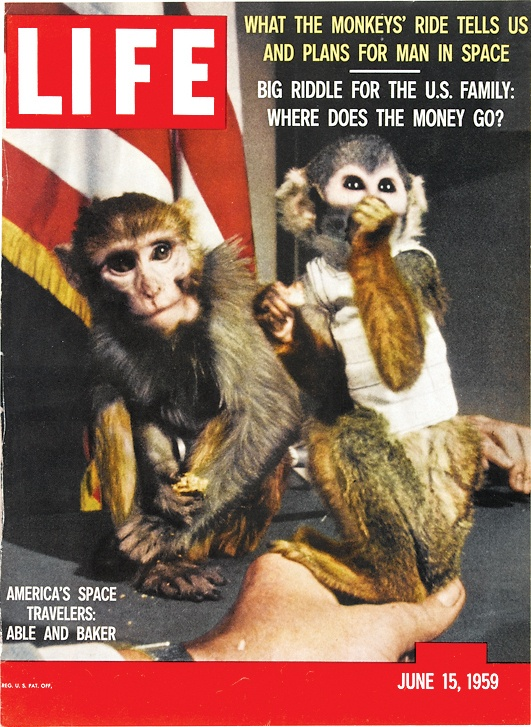 LIFE
WHAT THE MONKEYS' RIDE TELLS US
AND PLANS FOR MAN IN SPACE
BIG RIDDLE FOR THE U.S. FAMILY:
WHERE DOES THE MONEY GO?
AMERICA'S SPACE
TRAVELERS:
ABLE AND BAKER
REG. U. S. PAT. OFF.
JUNE 15, 1959